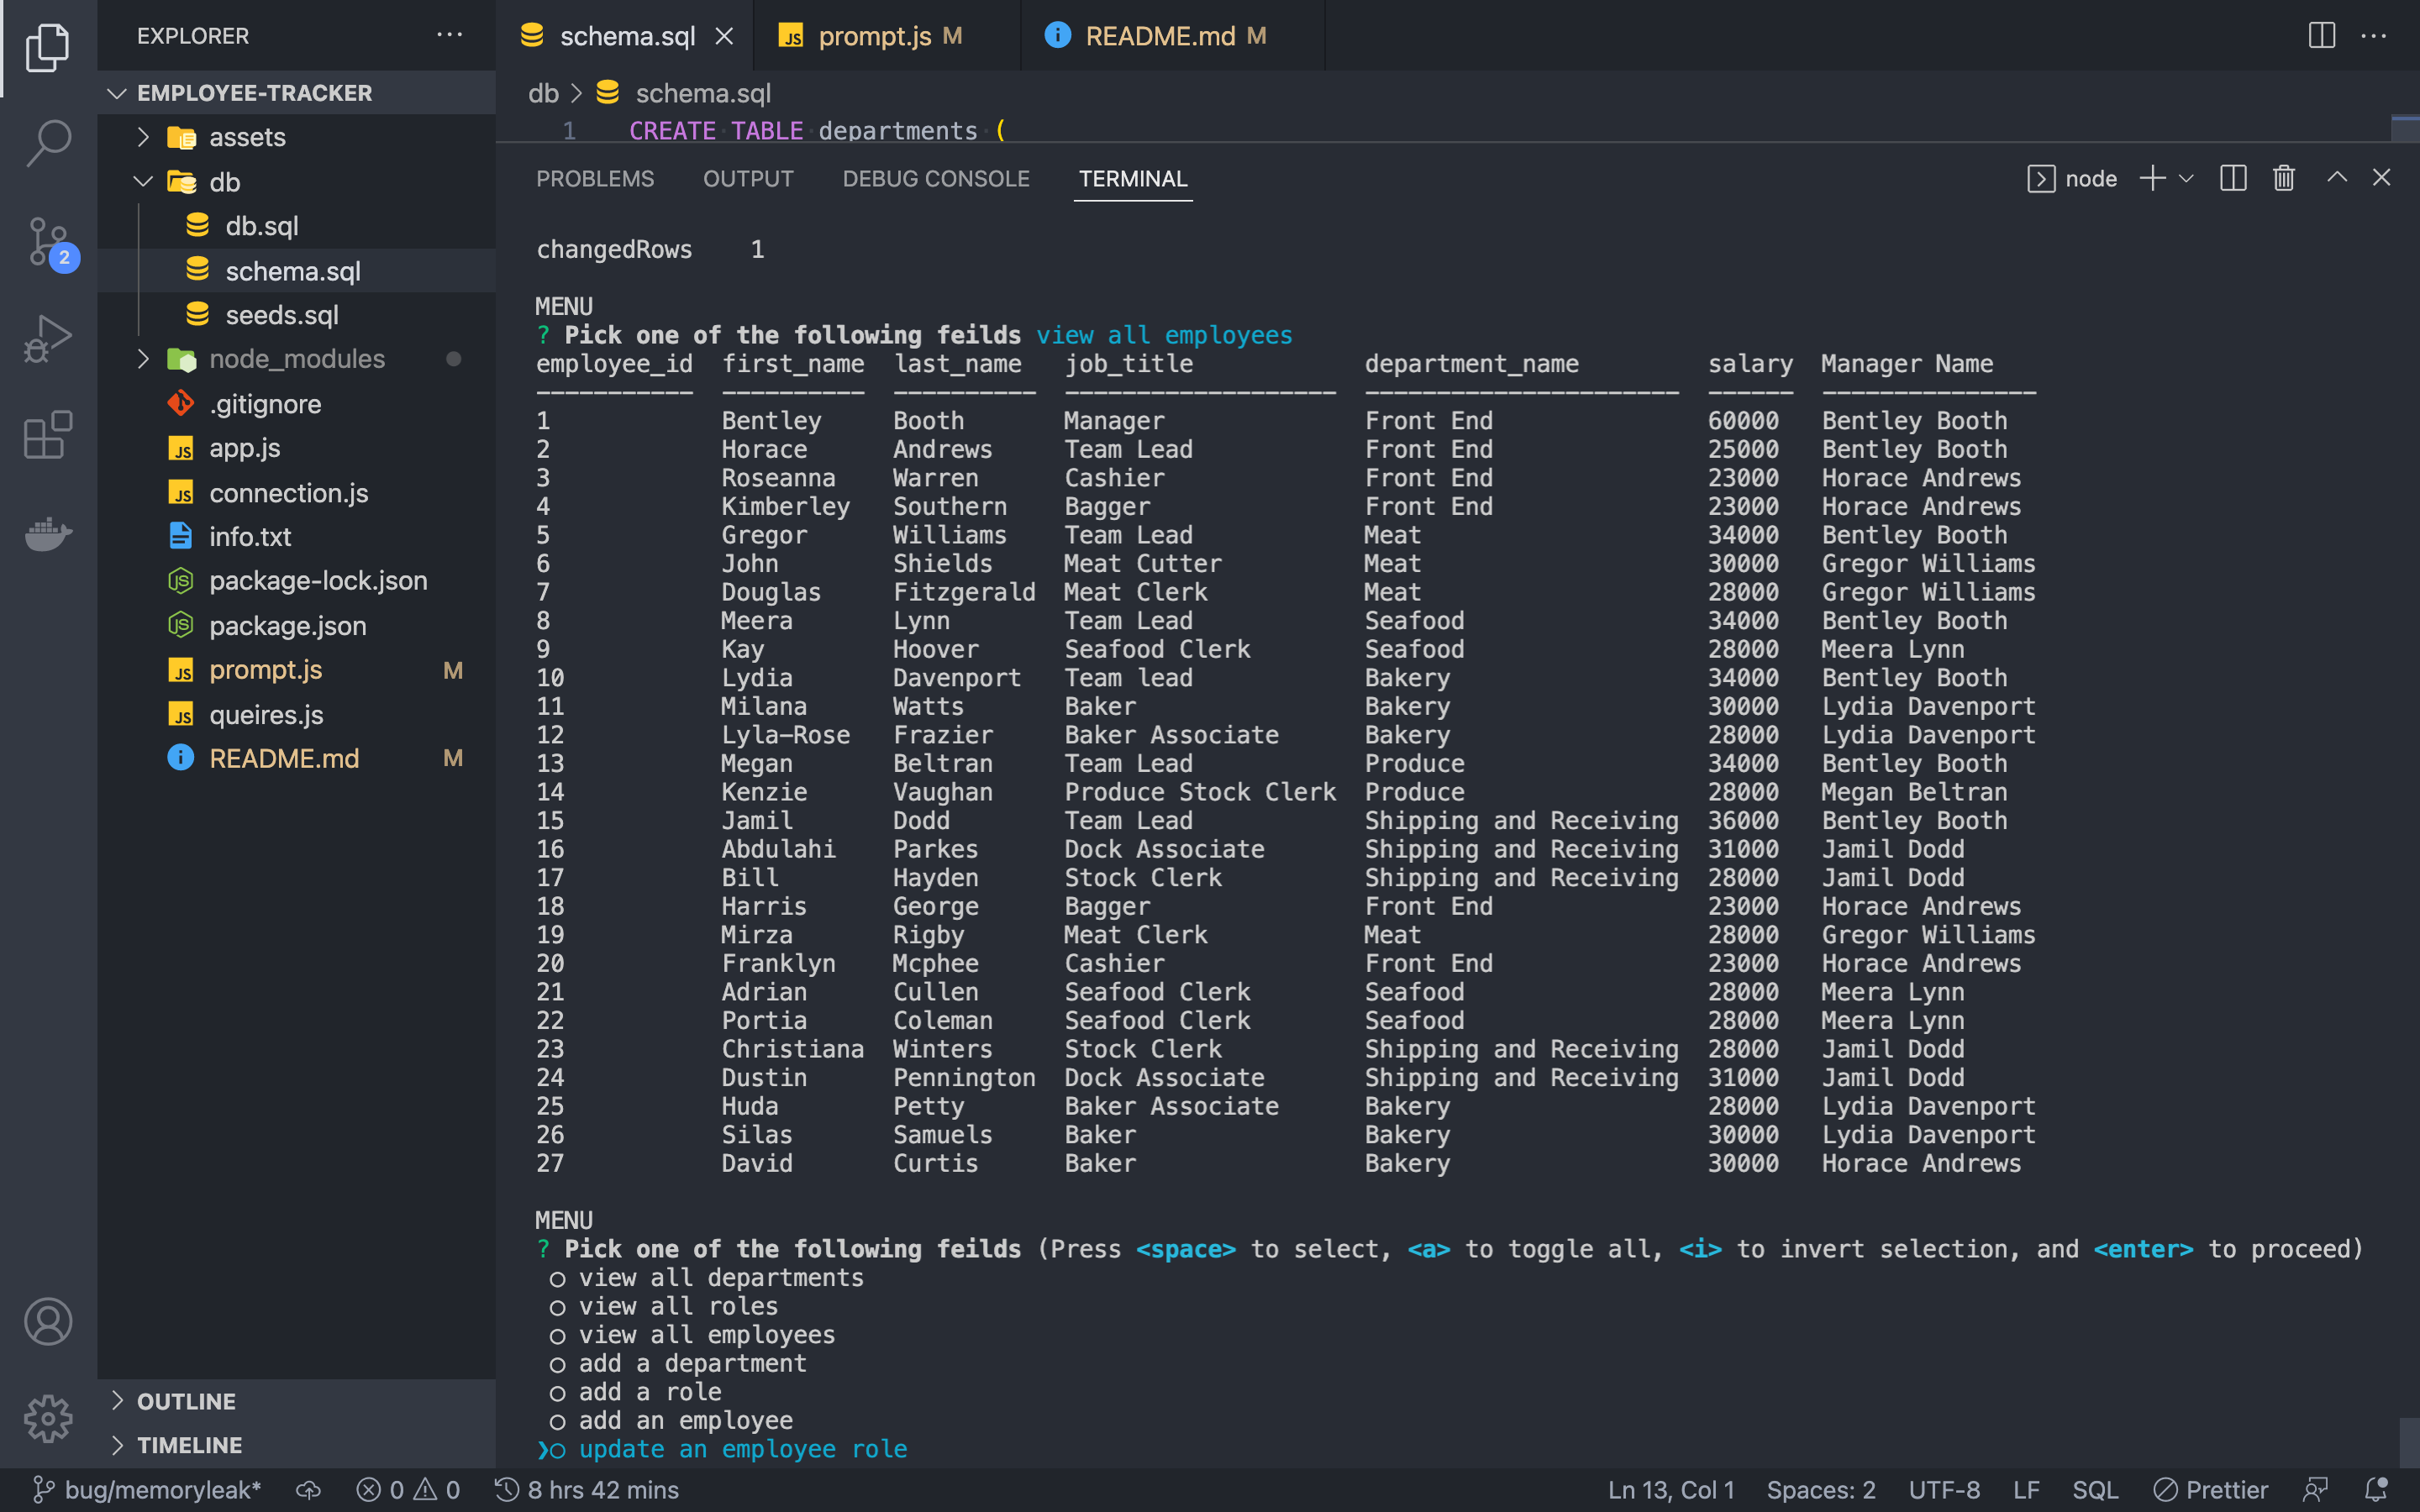 EXPLORER
schema.sql
prompt.js M
README.md M
EMPLOYEE-TRACKER
assets
db
db.sql
schema.sql
seeds.sql
node_modules
.gitignore
JS app.js
JS connection.js
info.txt
JS package-lock.json
JS package.json
JS prompt.js M
JS queires.js
README.md M
OUTLINE
TIMELINE
2
db > schema.sql
1 CREATE TABLE departments (
PROBLEMS OUTPUT DEBUG CONSOLE TERMINAL node
changedRows 1
MENU
? Pick one of the following feilds view all employees
employee_id first_name last_name job_title department_name salary Manager Name
----------- ---------- ---------- ------------------- ---------------------- ------ ---------------
1 Bentley Booth Manager Front End 60000 Bentley Booth
2 Horace Andrews Team Lead Front End 25000 Bentley Booth
3 Roseanna Warren Cashier Front End 23000 Horace Andrews
4 Kimberley Southern Bagger Front End 23000 Horace Andrews
5 Gregor Williams Team Lead Meat 34000 Bentley Booth
6 John Shields Meat Cutter Meat 30000 Gregor Williams
7 Douglas Fitzgerald Meat Clerk Meat 28000 Gregor Williams
8 Meera Lynn Team Lead Seafood 34000 Bentley Booth
9 Kay Hoover Seafood Clerk Seafood 28000 Meera Lynn
10 Lydia Davenport Team lead Bakery 34000 Bentley Booth
11 Milana Watts Baker Bakery 30000 Lydia Davenport
12 Lyla-Rose Frazier Baker Associate Bakery 28000 Lydia Davenport
13 Megan Beltran Team Lead Produce 34000 Bentley Booth
14 Kenzie Vaughan Produce Stock Clerk Produce 28000 Megan Beltran
15 Jamil Dodd Team Lead Shipping and Receiving 36000 Bentley Booth
16 Abdulahi Parkes Dock Associate Shipping and Receiving 31000 Jamil Dodd
17 Bill Hayden Stock Clerk Shipping and Receiving 28000 Jamil Dodd
18 Harris George Bagger Front End 23000 Horace Andrews
19 Mirza Rigby Meat Clerk Meat 28000 Gregor Williams
20 Franklyn Mcphee Cashier Front End 23000 Horace Andrews
21 Adrian Cullen Seafood Clerk Seafood 28000 Meera Lynn
22 Portia Coleman Seafood Clerk Seafood 28000 Meera Lynn
23 Christiana Winters Stock Clerk Shipping and Receiving 28000 Jamil Dodd
24 Dustin Pennington Dock Associate Shipping and Receiving 31000 Jamil Dodd
25 Huda Petty Baker Associate Bakery 28000 Lydia Davenport
26 Silas Samuels Baker Bakery 30000 Lydia Davenport
27 David Curtis Baker Bakery 30000 Horace Andrews
MENU
? Pick one of the following feilds (Press <space> to select, <a> to toggle all, <i> to invert selection, and <enter> to proceed)
○ view all departments
○ view all roles
○ view all employees
○ add a department
○ add a role
○ add an employee
❯○ update an employee role
bug/memoryleak* 0 0 8 hrs 42 mins Ln 13, Col 1 Spaces: 2 UTF-8 LF SQL Prettier